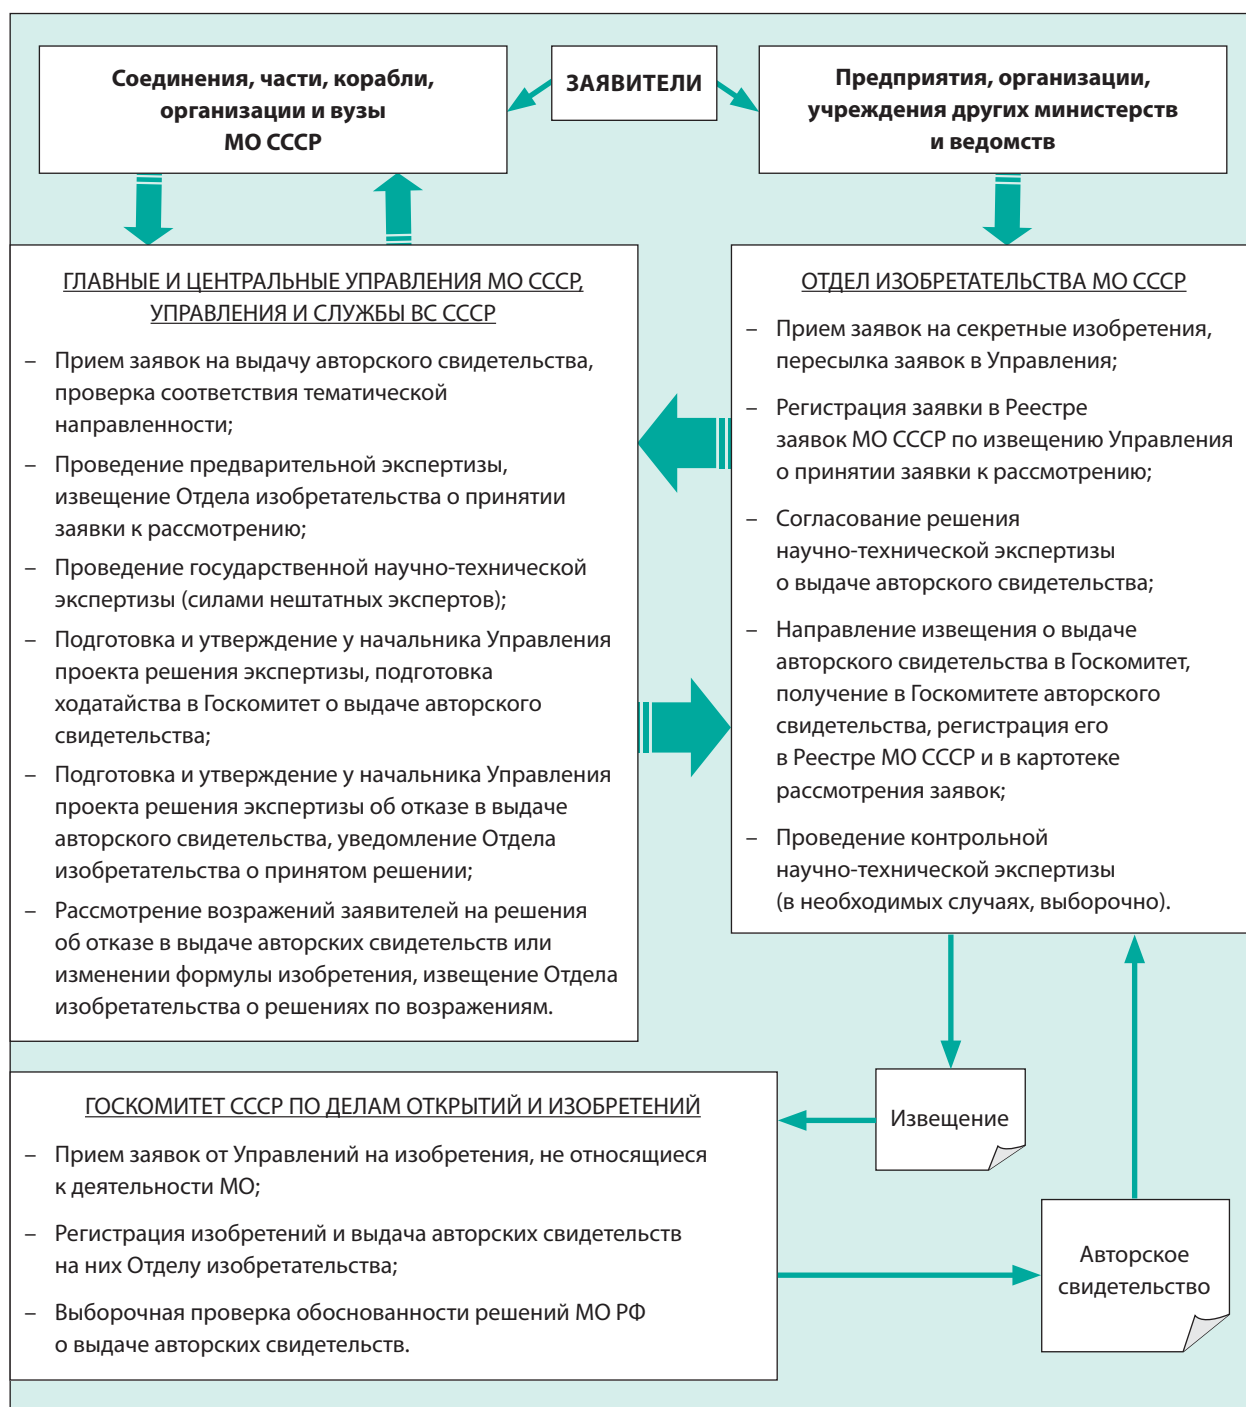 Соединения, части, корабли,
организации и вузы
МО СССР
ЗАЯВИТЕЛИ
Предприятия, организации,
учреждения других министерств
и ведомств
ГЛАВНЫЕ И ЦЕНТРАЛЬНЫЕ УПРАВЛЕНИЯ МО СССР,
УПРАВЛЕНИЯ И СЛУЖБЫ ВС СССР
– Прием заявок на выдачу авторского свидетельства,
проверка соответствия тематической
направленности;
– Проведение предварительной экспертизы,
извещение Отдела изобретательства о принятии
заявки к рассмотрению;
– Проведение государственной научно-технической
экспертизы (силами нештатных экспертов);
– Подготовка и утверждение у начальника Управления
проекта решения экспертизы, подготовка
ходатайства в Госкомитет о выдаче авторского
свидетельства;
– Подготовка и утверждение у начальника Управления
проекта решения экспертизы об отказе в выдаче
авторского свидетельства, уведомление Отдела
изобретательства о принятом решении;
– Рассмотрение возражений заявителей на решения
об отказе в выдаче авторских свидетельств или
изменении формулы изобретения, извещение Отдела
изобретательства о решениях по возражениям.
ОТДЕЛ ИЗОБРЕТАТЕЛЬСТВА МО СССР
– Прием заявок на секретные изобретения,
пересылка заявок в Управления;
– Регистрация заявки в Реестре
заявок МО СССР по извещению Управления
о принятии заявки к рассмотрению;
– Согласование решения
научно-технической экспертизы
о выдаче авторского свидетельства;
– Направление извещения о выдаче
авторского свидетельства в Госкомитет,
получение в Госкомитете авторского
свидетельства, регистрация его
в Реестре МО СССР и в картотеке
рассмотрения заявок;
– Проведение контрольной
научно-технической экспертизы
(в необходимых случаях, выборочно).
ГОСКОМИТЕТ СССР ПО ДЕЛАМ ОТКРЫТИЙ И ИЗОБРЕТЕНИЙ
– Прием заявок от Управлений на изобретения, не относящиеся
к деятельности МО;
– Регистрация изобретений и выдача авторских свидетельств
на них Отделу изобретательства;
– Выборочная проверка обоснованности решений МО РФ
о выдаче авторских свидетельств.
Извещение
Авторское
свидетельство